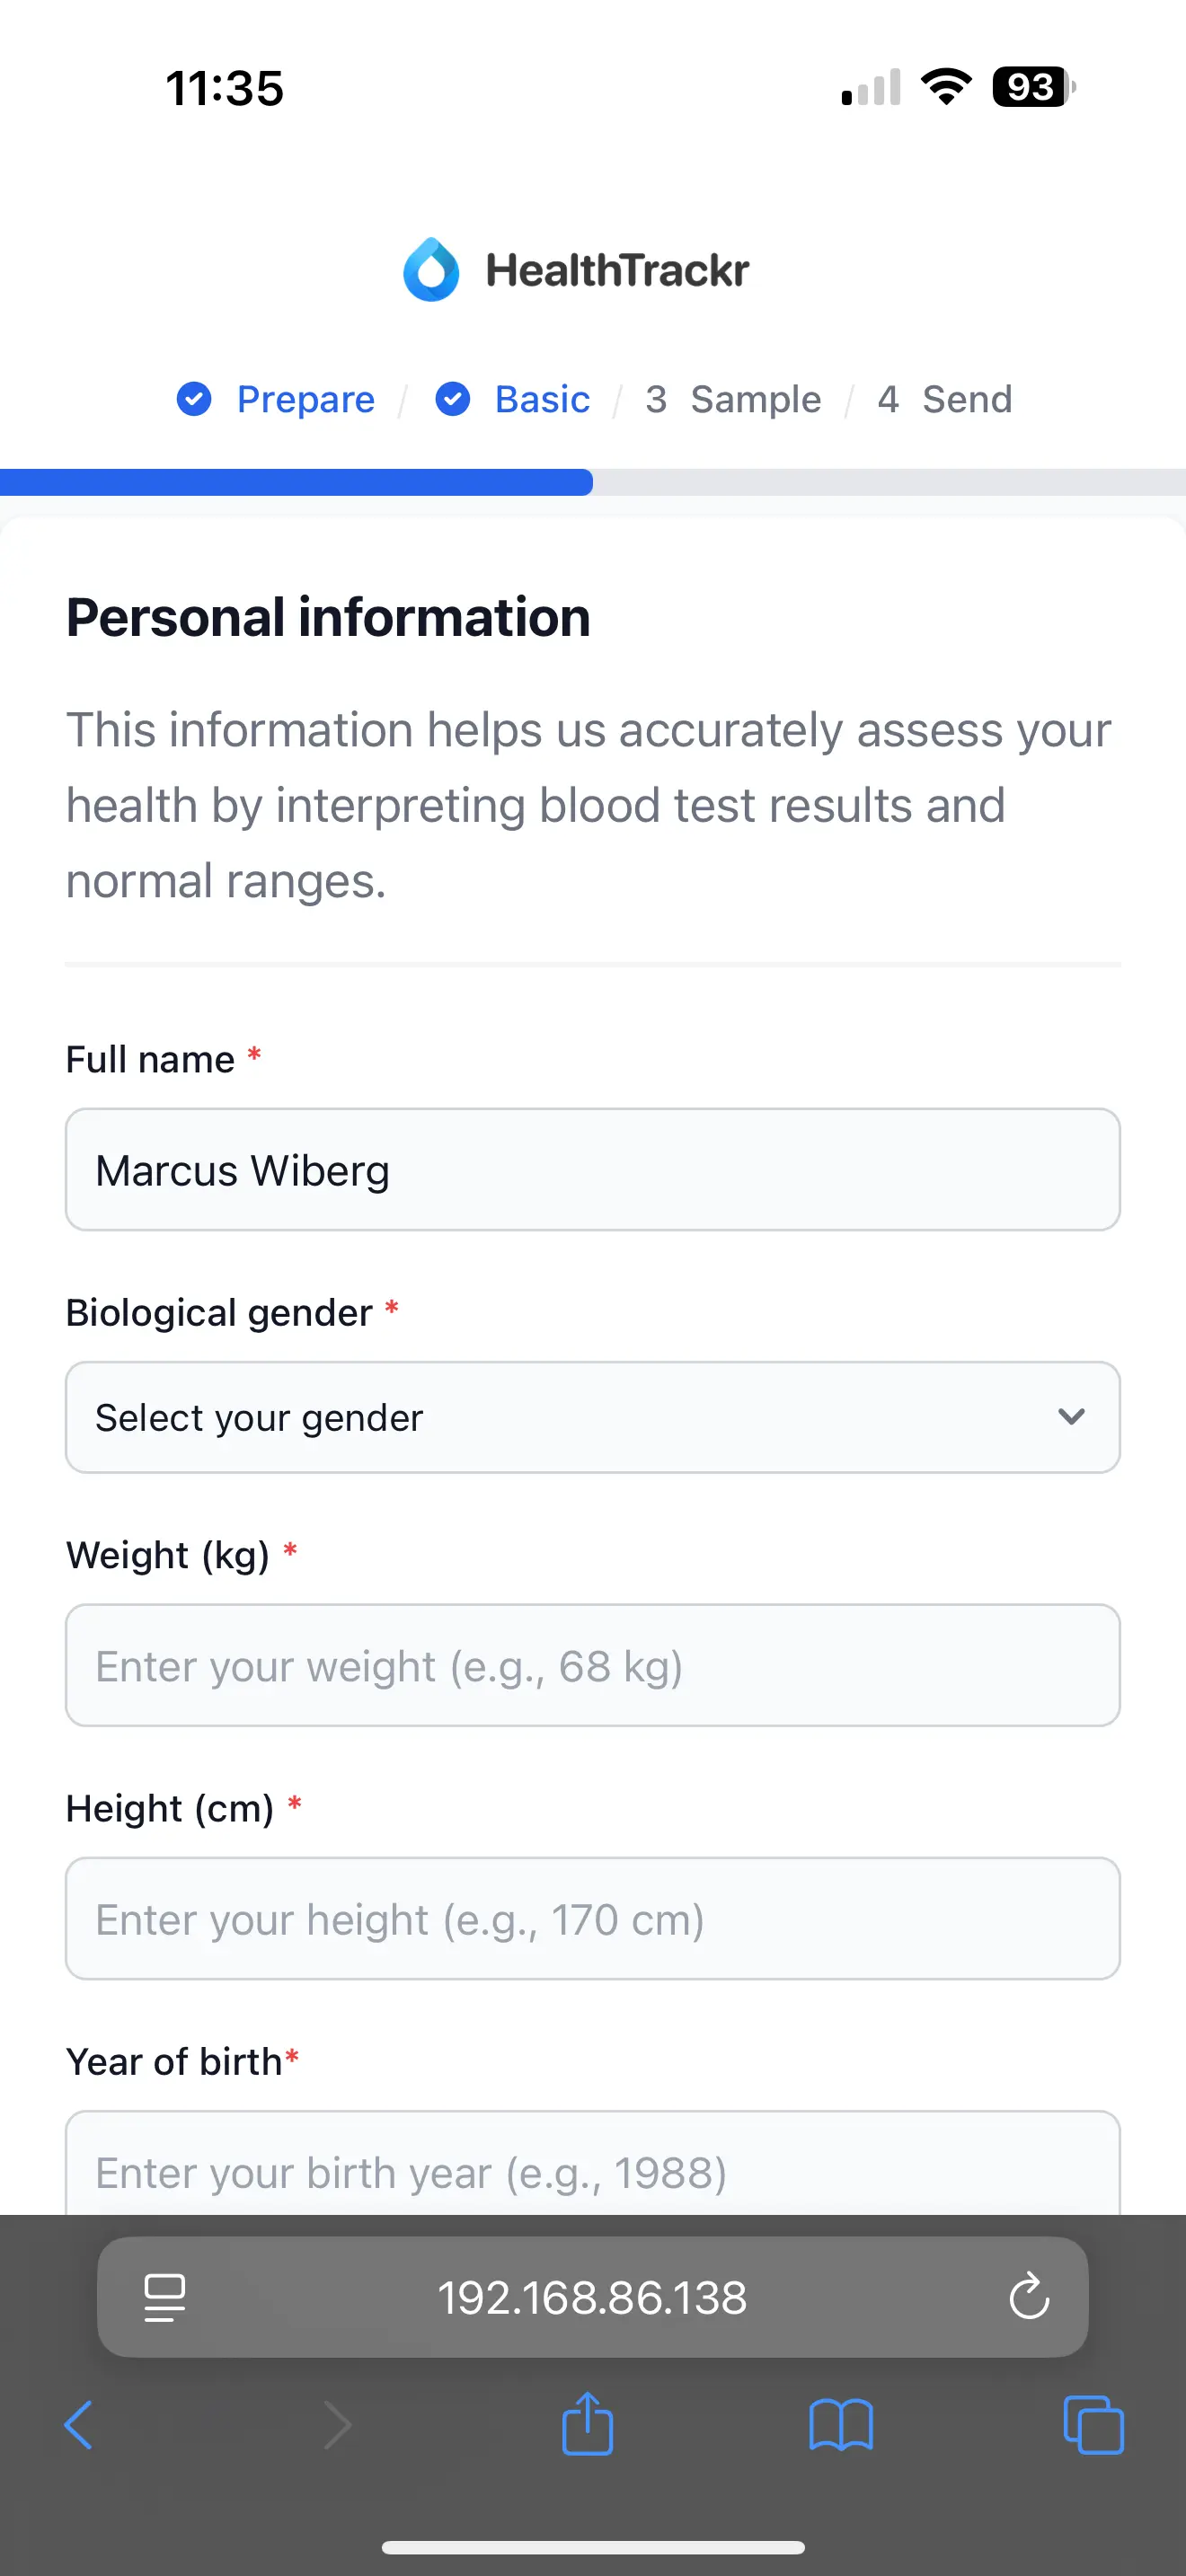 11:35
93
HealthTrackr
Prepare / Basic / 3 Sample / 4 Send
Personal information
This information helps us accurately assess your
health by interpreting blood test results and
normal ranges.
Full name *
Marcus Wiberg
Biological gender *
Select your gender
Weight (kg) *
Enter your weight (e.g., 68 kg)
Height (cm) *
Enter your height (e.g., 170 cm)
Year of birth*
Enter your birth year (e.g., 1988)
192.168.86.138